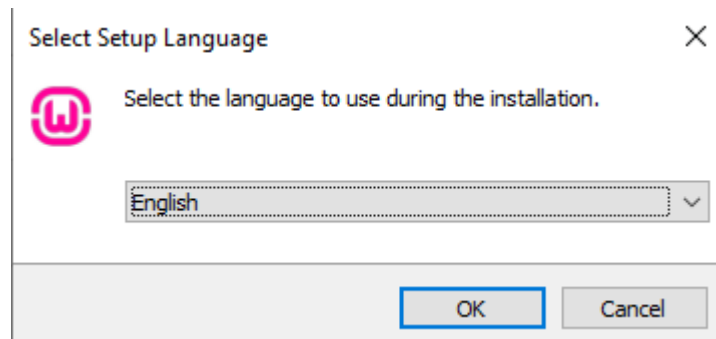 Select Setup Language
Select the language to use during the installation.
English
OK Cancel